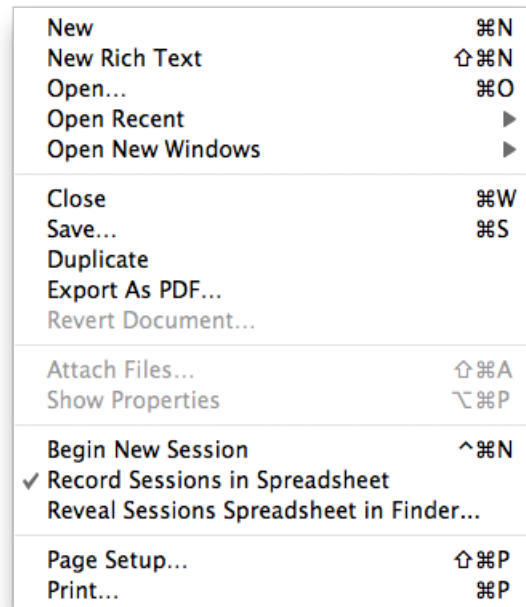 New ⌘N
New Rich Text ⇧⌘N
Open... ⌘O
Open Recent ▶
Open New Windows ▶
Close ⌘W
Save... ⌘S
Duplicate
Export As PDF...
Revert Document...
Attach Files... ⇧⌘A
Show Properties ⌥⌘P
Begin New Session ^⌘N
✓ Record Sessions in Spreadsheet
Reveal Sessions Spreadsheet in Finder...
Page Setup... ⇧⌘P
Print... ⌘P